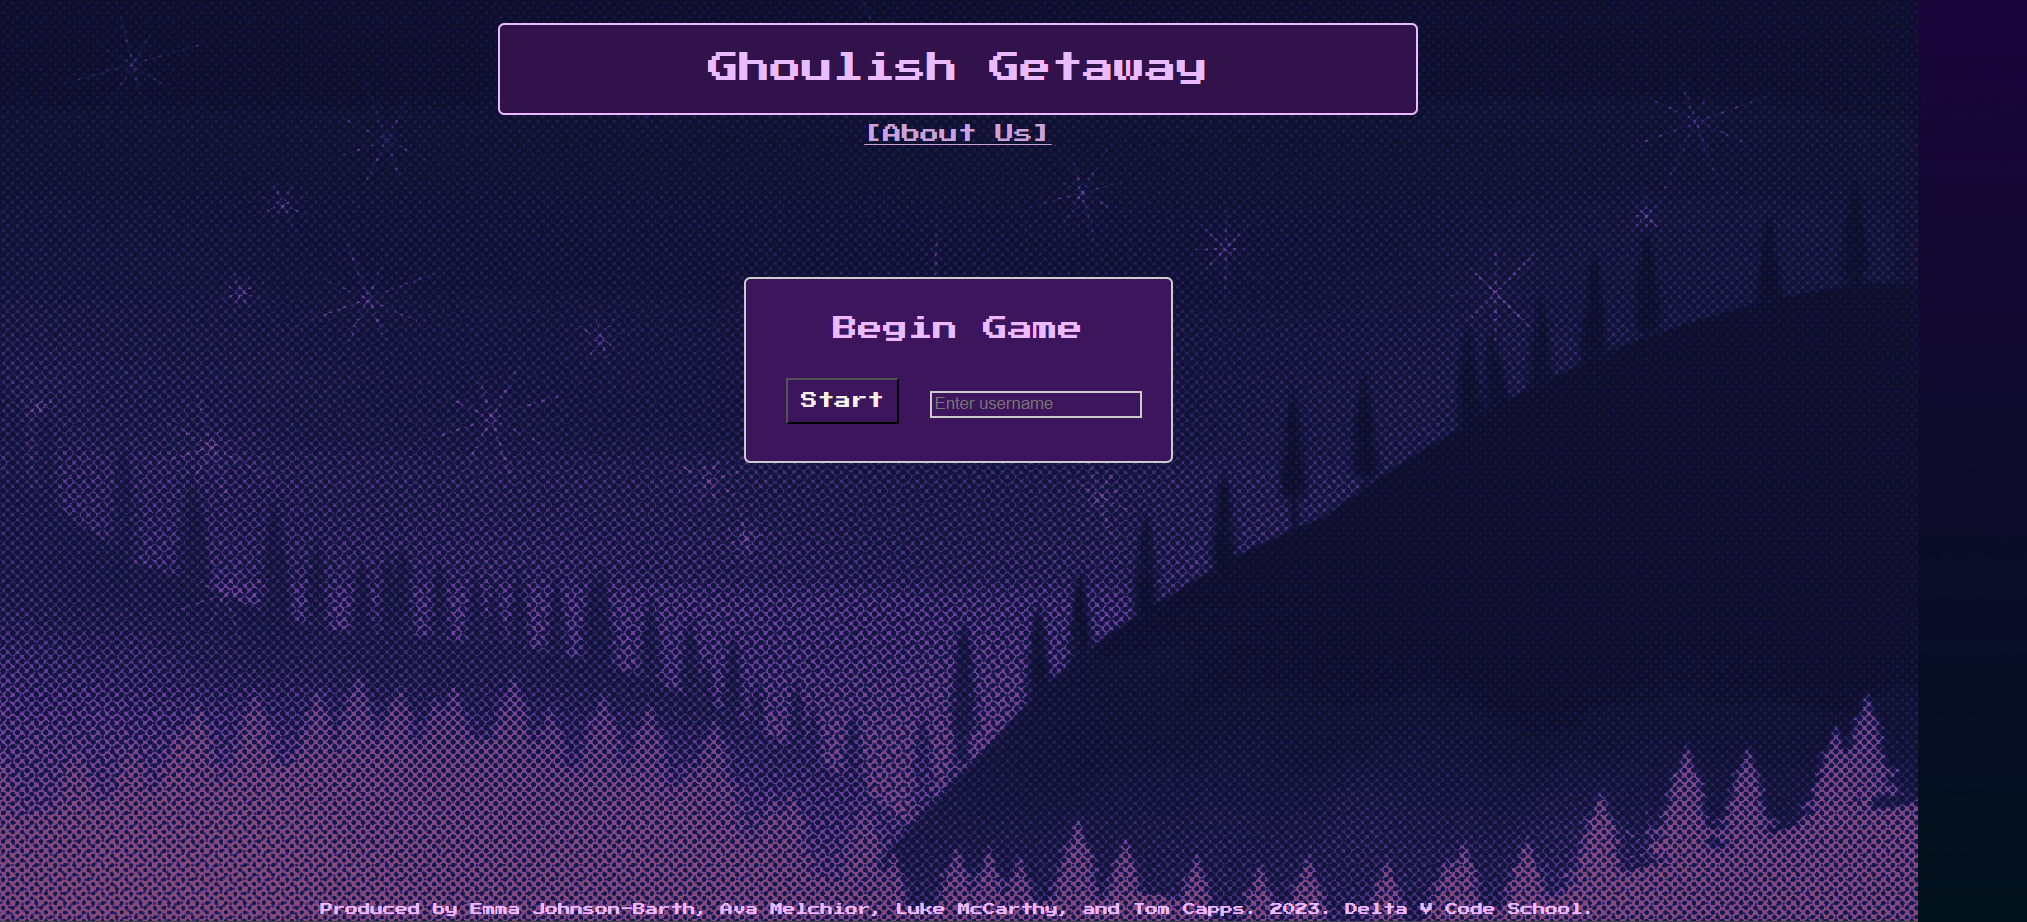 Ghoulish Getaway
[About Us]
Begin Game
Start
Enter username
Produced by Emma Johnson-Barth, Ava Melchior, Luke McCarthy, and Tom Capps. 2023. Delta V Code School.